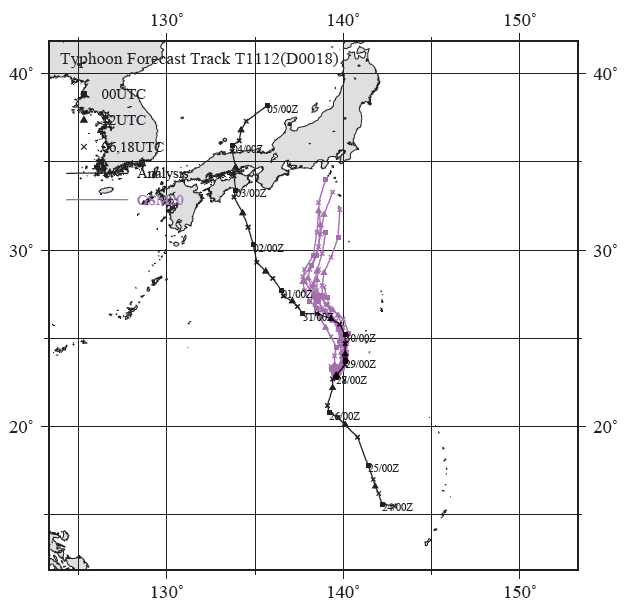 130° 140° 150°
Typhoon Forecast Track T1112(D0018)
40° 40°
00UTC
05/00Z
12UTC
06,18UTC
04/00Z
Analysis
03/00Z
30° 30°
02/00Z
01/00Z
31/00Z
30/00Z
29/00Z
28/00Z
26/00Z
20° 20°
25/00Z
24/00Z
130° 140° 150°